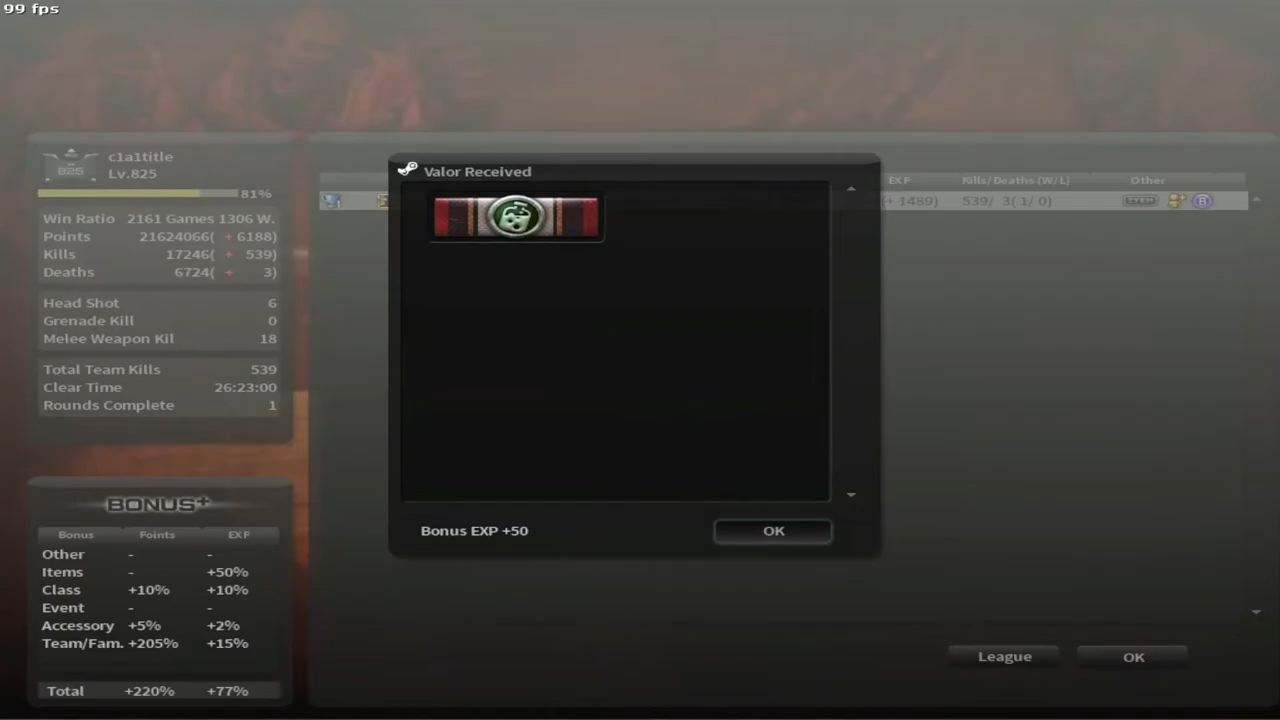 99 fps
c1a1title
Lv.825
825
81%
Win Ratio 2161 Games 1306 W.
Points 21624066( + 6188)
Kills 17246( + 539)
Deaths 6724( + 3)
Head Shot 6
Grenade Kill 0
Melee Weapon Kil 18
Total Team Kills 539
Clear Time 26:23:00
Rounds Complete 1
BONUS+
Bonus Points EXP
Other - -
Items - +50%
Class +10% +10%
Event - -
Accessory +5% +2%
Team/Fam. +205% +15%
Total +220% +77%
Valor Received
Bonus EXP +50
OK
EXP Kills/Deaths (W/L) Other
(+ 1489) 539/ 3( 1/ 0) ITEM B
League OK